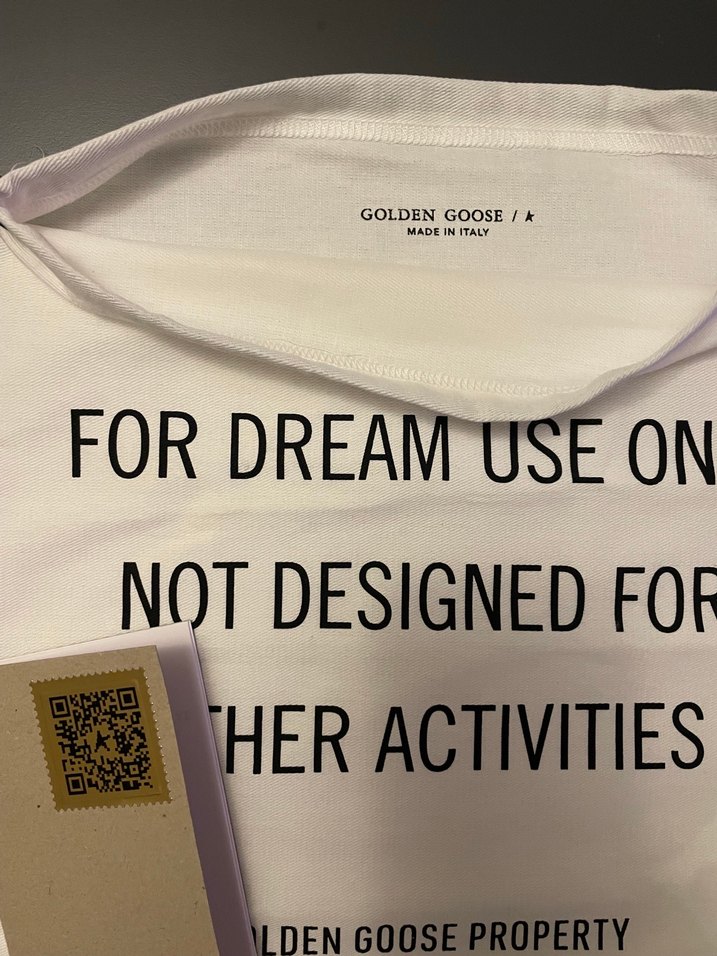 GOLDEN GOOSE /
MADE IN ITALY
FOR DREAM USE ON
NOT DESIGNED FOR
THER ACTIVITIES
OLDEN GOOSE PROPERTY